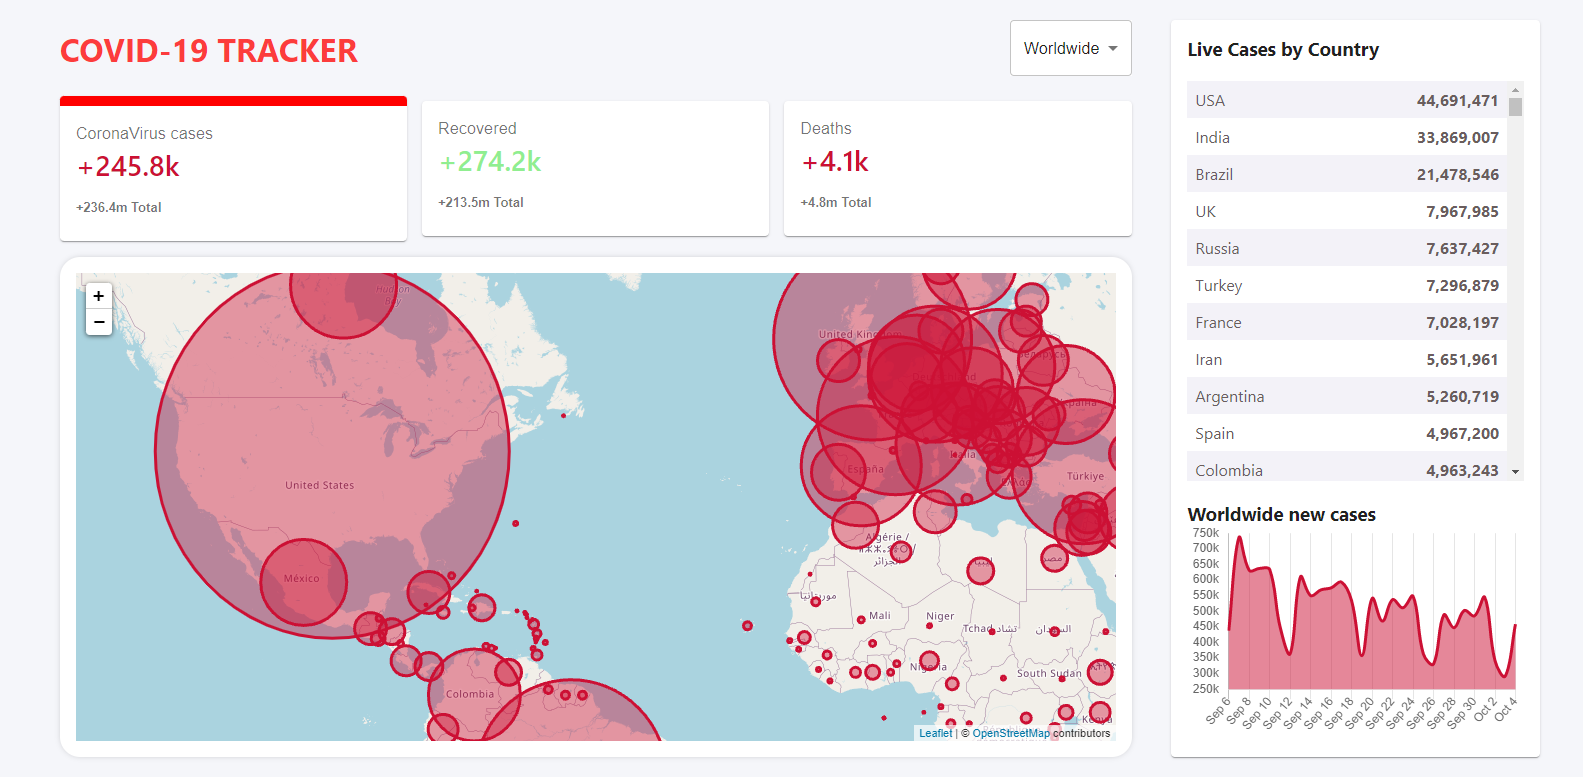 COVID-19 TRACKER
Worldwide
CoronaVirus cases
+245.8k
+236.4m Total
Recovered
+274.2k
+213.5m Total
Deaths
+4.1k
+4.8m Total
+
−
Hudson
Bay
United States
México
Colombia
United Kingdom
Deutschland
Беларусь
Україна
España
Italia
Ελλάς
Türkiye
Algérie /
الجزائر
ليبيا
مصر
موريتانيا
Mali
Niger
Tchad تشاد
السودان
Nigeria
South Sudan
Kenya
Leaflet | © OpenStreetMap contributors
Live Cases by Country
USA 44,691,471
India 33,869,007
Brazil 21,478,546
UK 7,967,985
Russia 7,637,427
Turkey 7,296,879
France 7,028,197
Iran 5,651,961
Argentina 5,260,719
Spain 4,967,200
Colombia 4,963,243
Worldwide new cases
750k
700k
650k
600k
550k
500k
450k
400k
350k
300k
250k
Sep 6
Sep 8
Sep 10
Sep 12
Sep 14
Sep 16
Sep 18
Sep 20
Sep 22
Sep 24
Sep 26
Sep 28
Sep 30
Oct 2
Oct 4